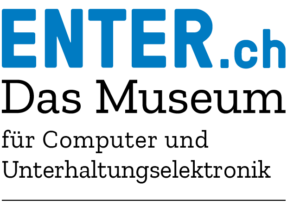 ENTER.ch
Das Museum
für Computer und
Unterhaltungselektronik